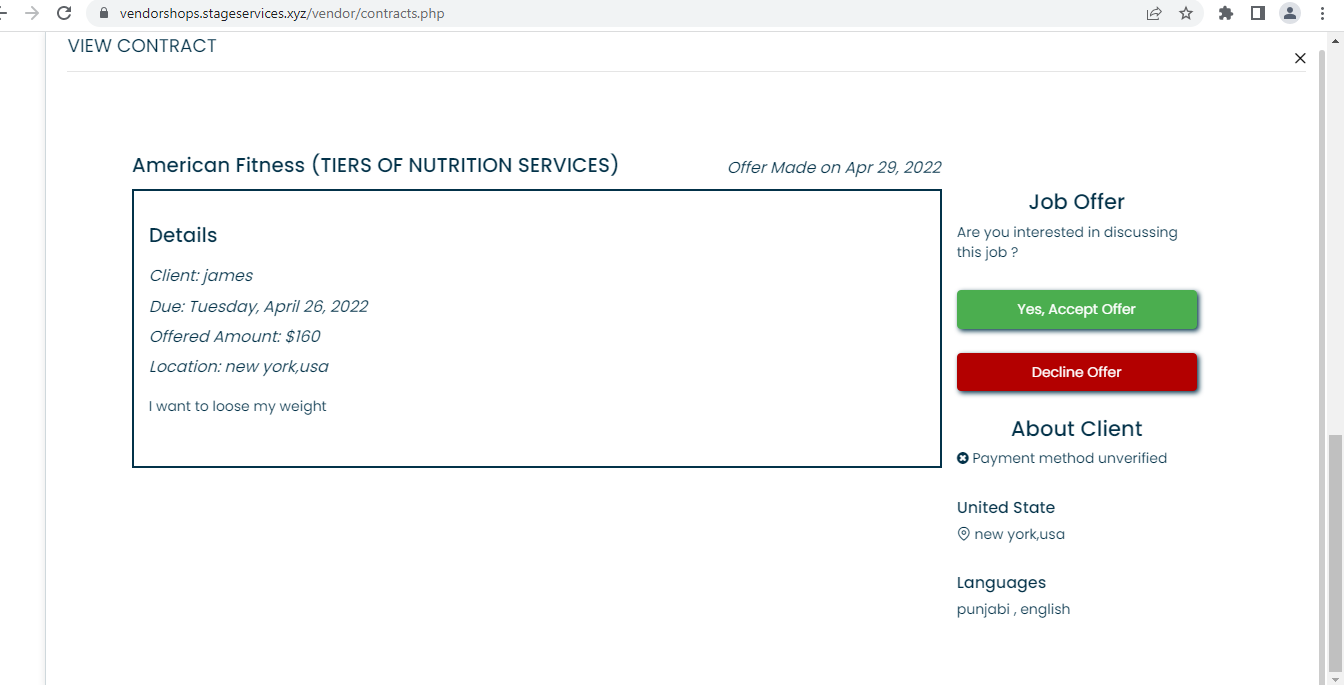 vendorshops.stageservices.xyz/vendor/contracts.php
VIEW CONTRACT
American Fitness (TIERS OF NUTRITION SERVICES)
Offer Made on Apr 29, 2022
Details
Client: james
Due: Tuesday, April 26, 2022
Offered Amount: $160
Location: new york,usa
I want to loose my weight
Job Offer
Are you interested in discussing
this job ?
Yes, Accept Offer
Decline Offer
About Client
Payment method unverified
United State
new york,usa
Languages
punjabi , english